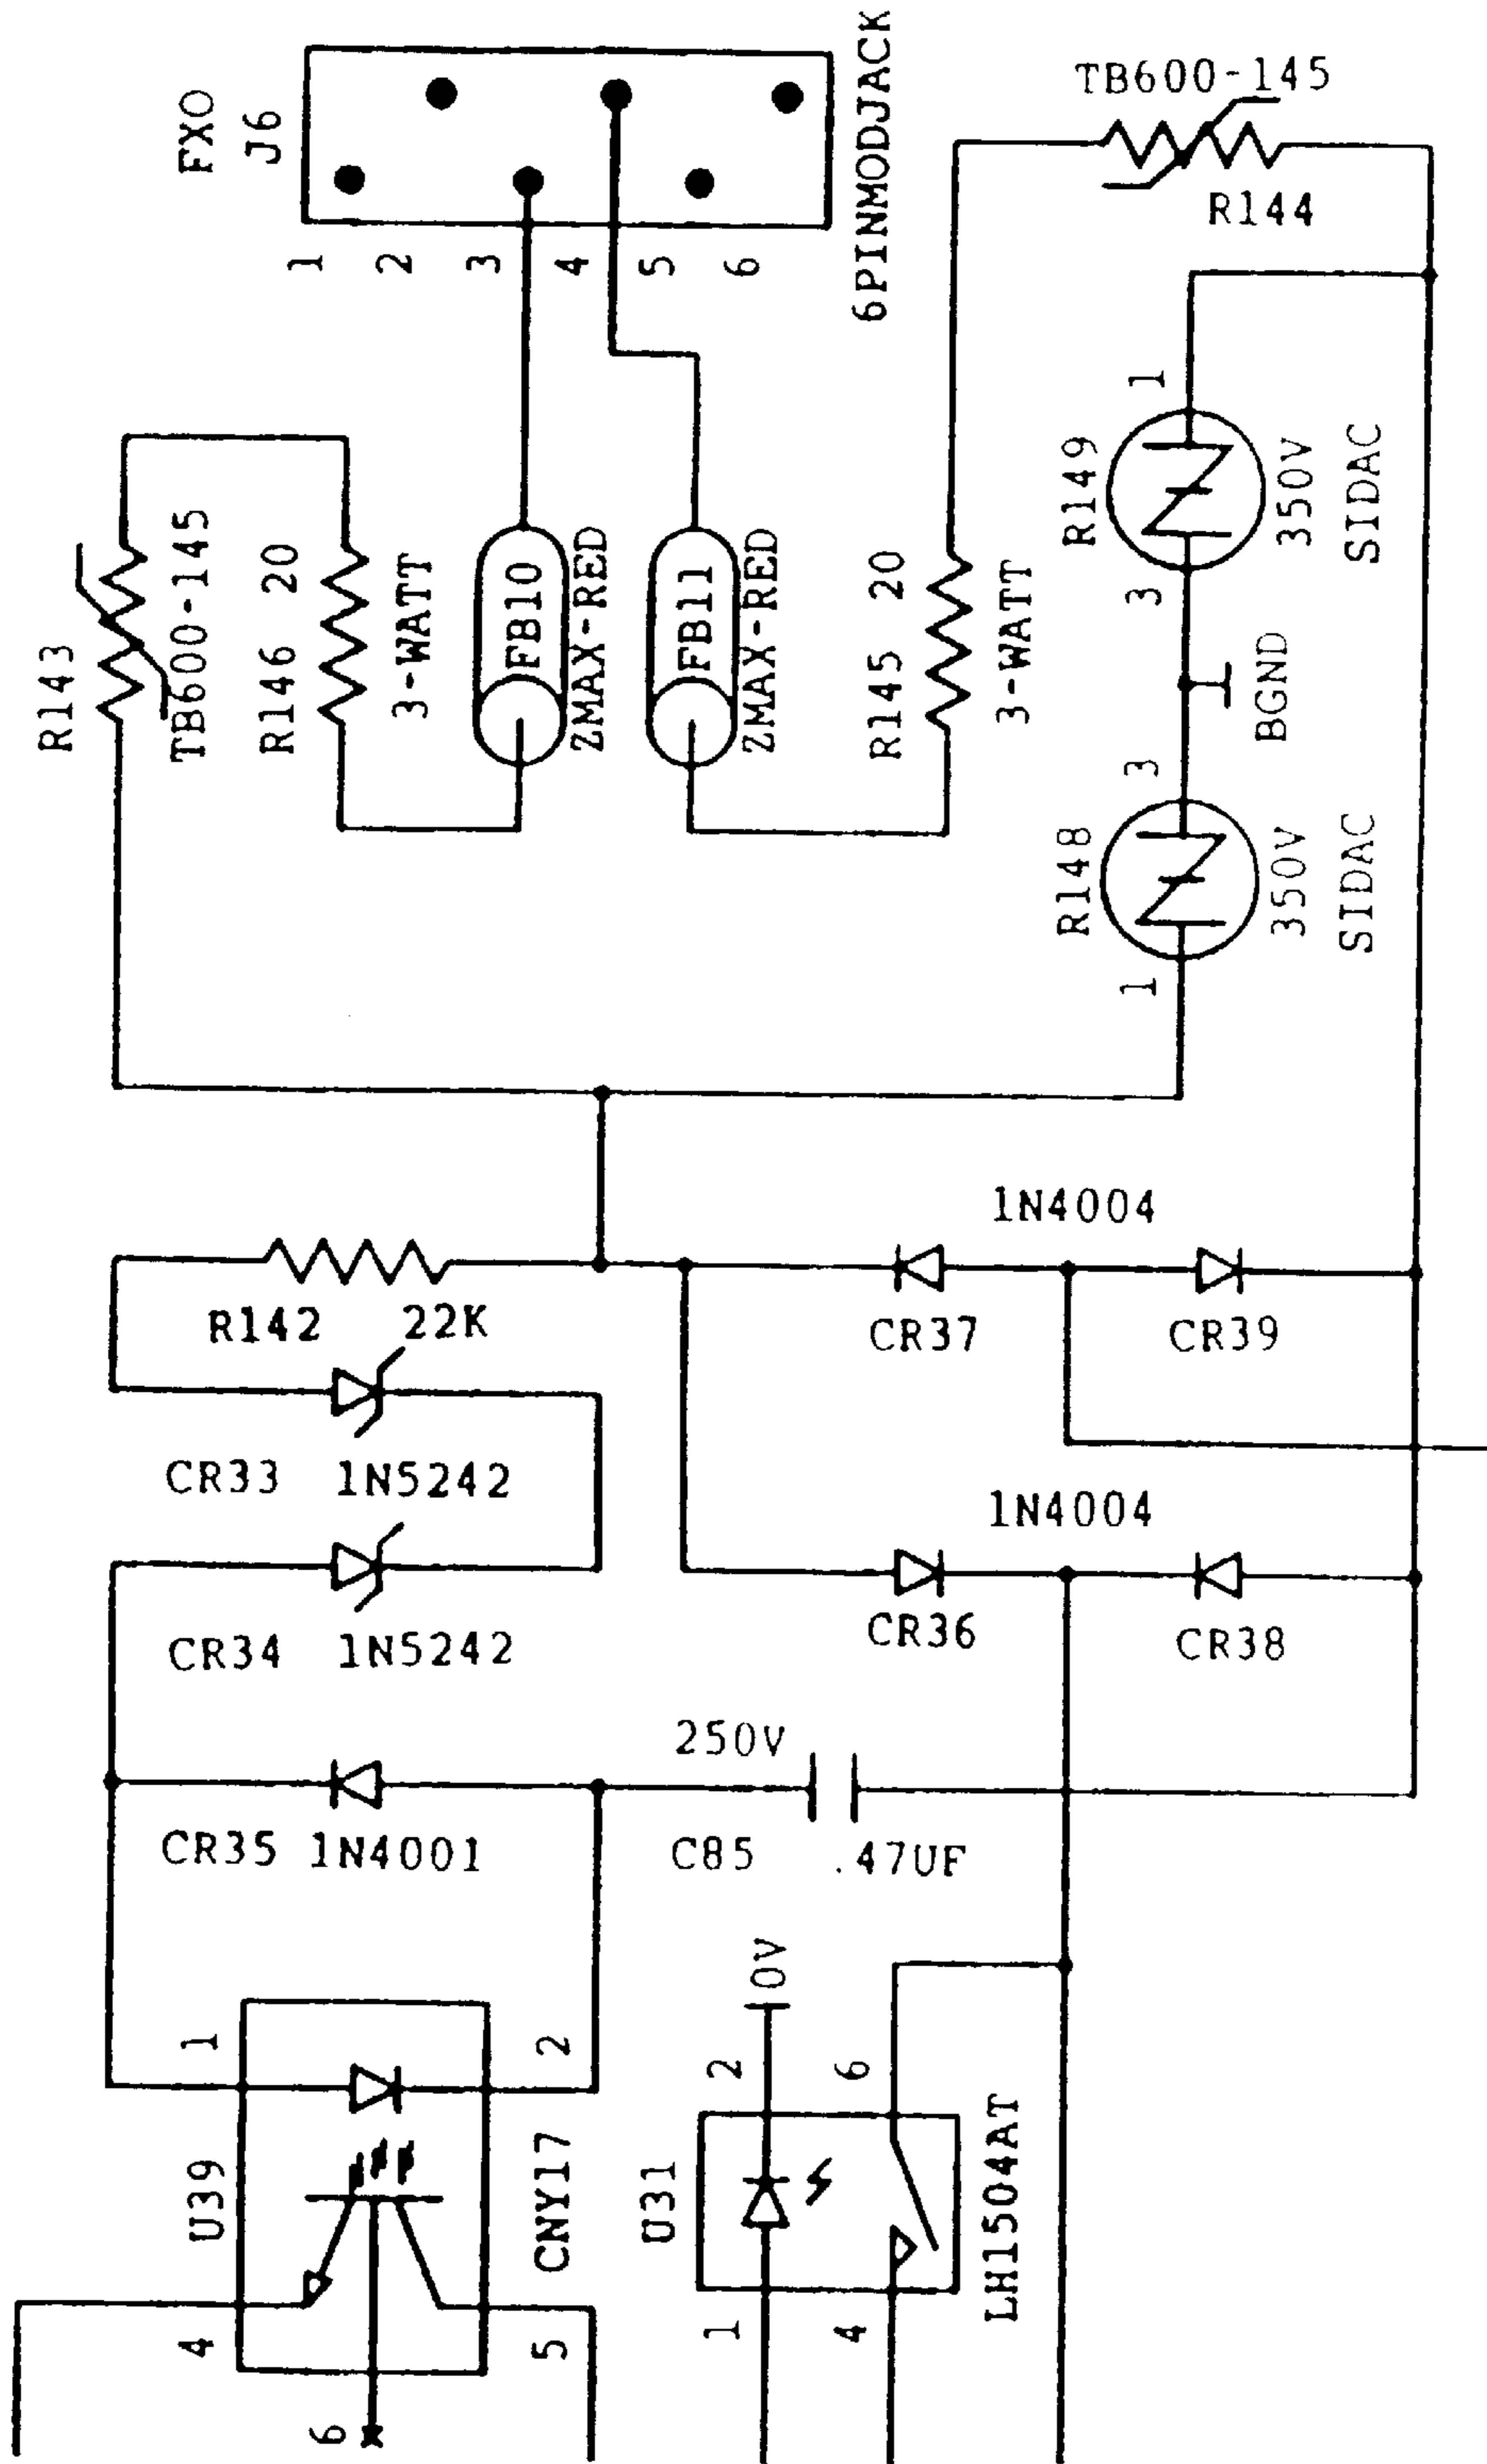 FXO
J6
1
2
3
4
5
6
6PINMODJACK
TB600-145
R144
R143
TB600-145
R146 20
3-WATT
FB10
ZMAX-RED
FB11
ZMAX-RED
R145 20
3-WATT
1
R149
350V
SIDAC
3
BGND
3
R148
350V
SIDAC
1
1N4004
R142 22K
CR37
CR39
CR33 1N5242
1N4004
CR34 1N5242
CR36
CR38
250V
CR35 1N4001
C85 .47UF
0V
1
2
2
6
U39
CNY17
U31
LH1504AT
4
5
1
4
6